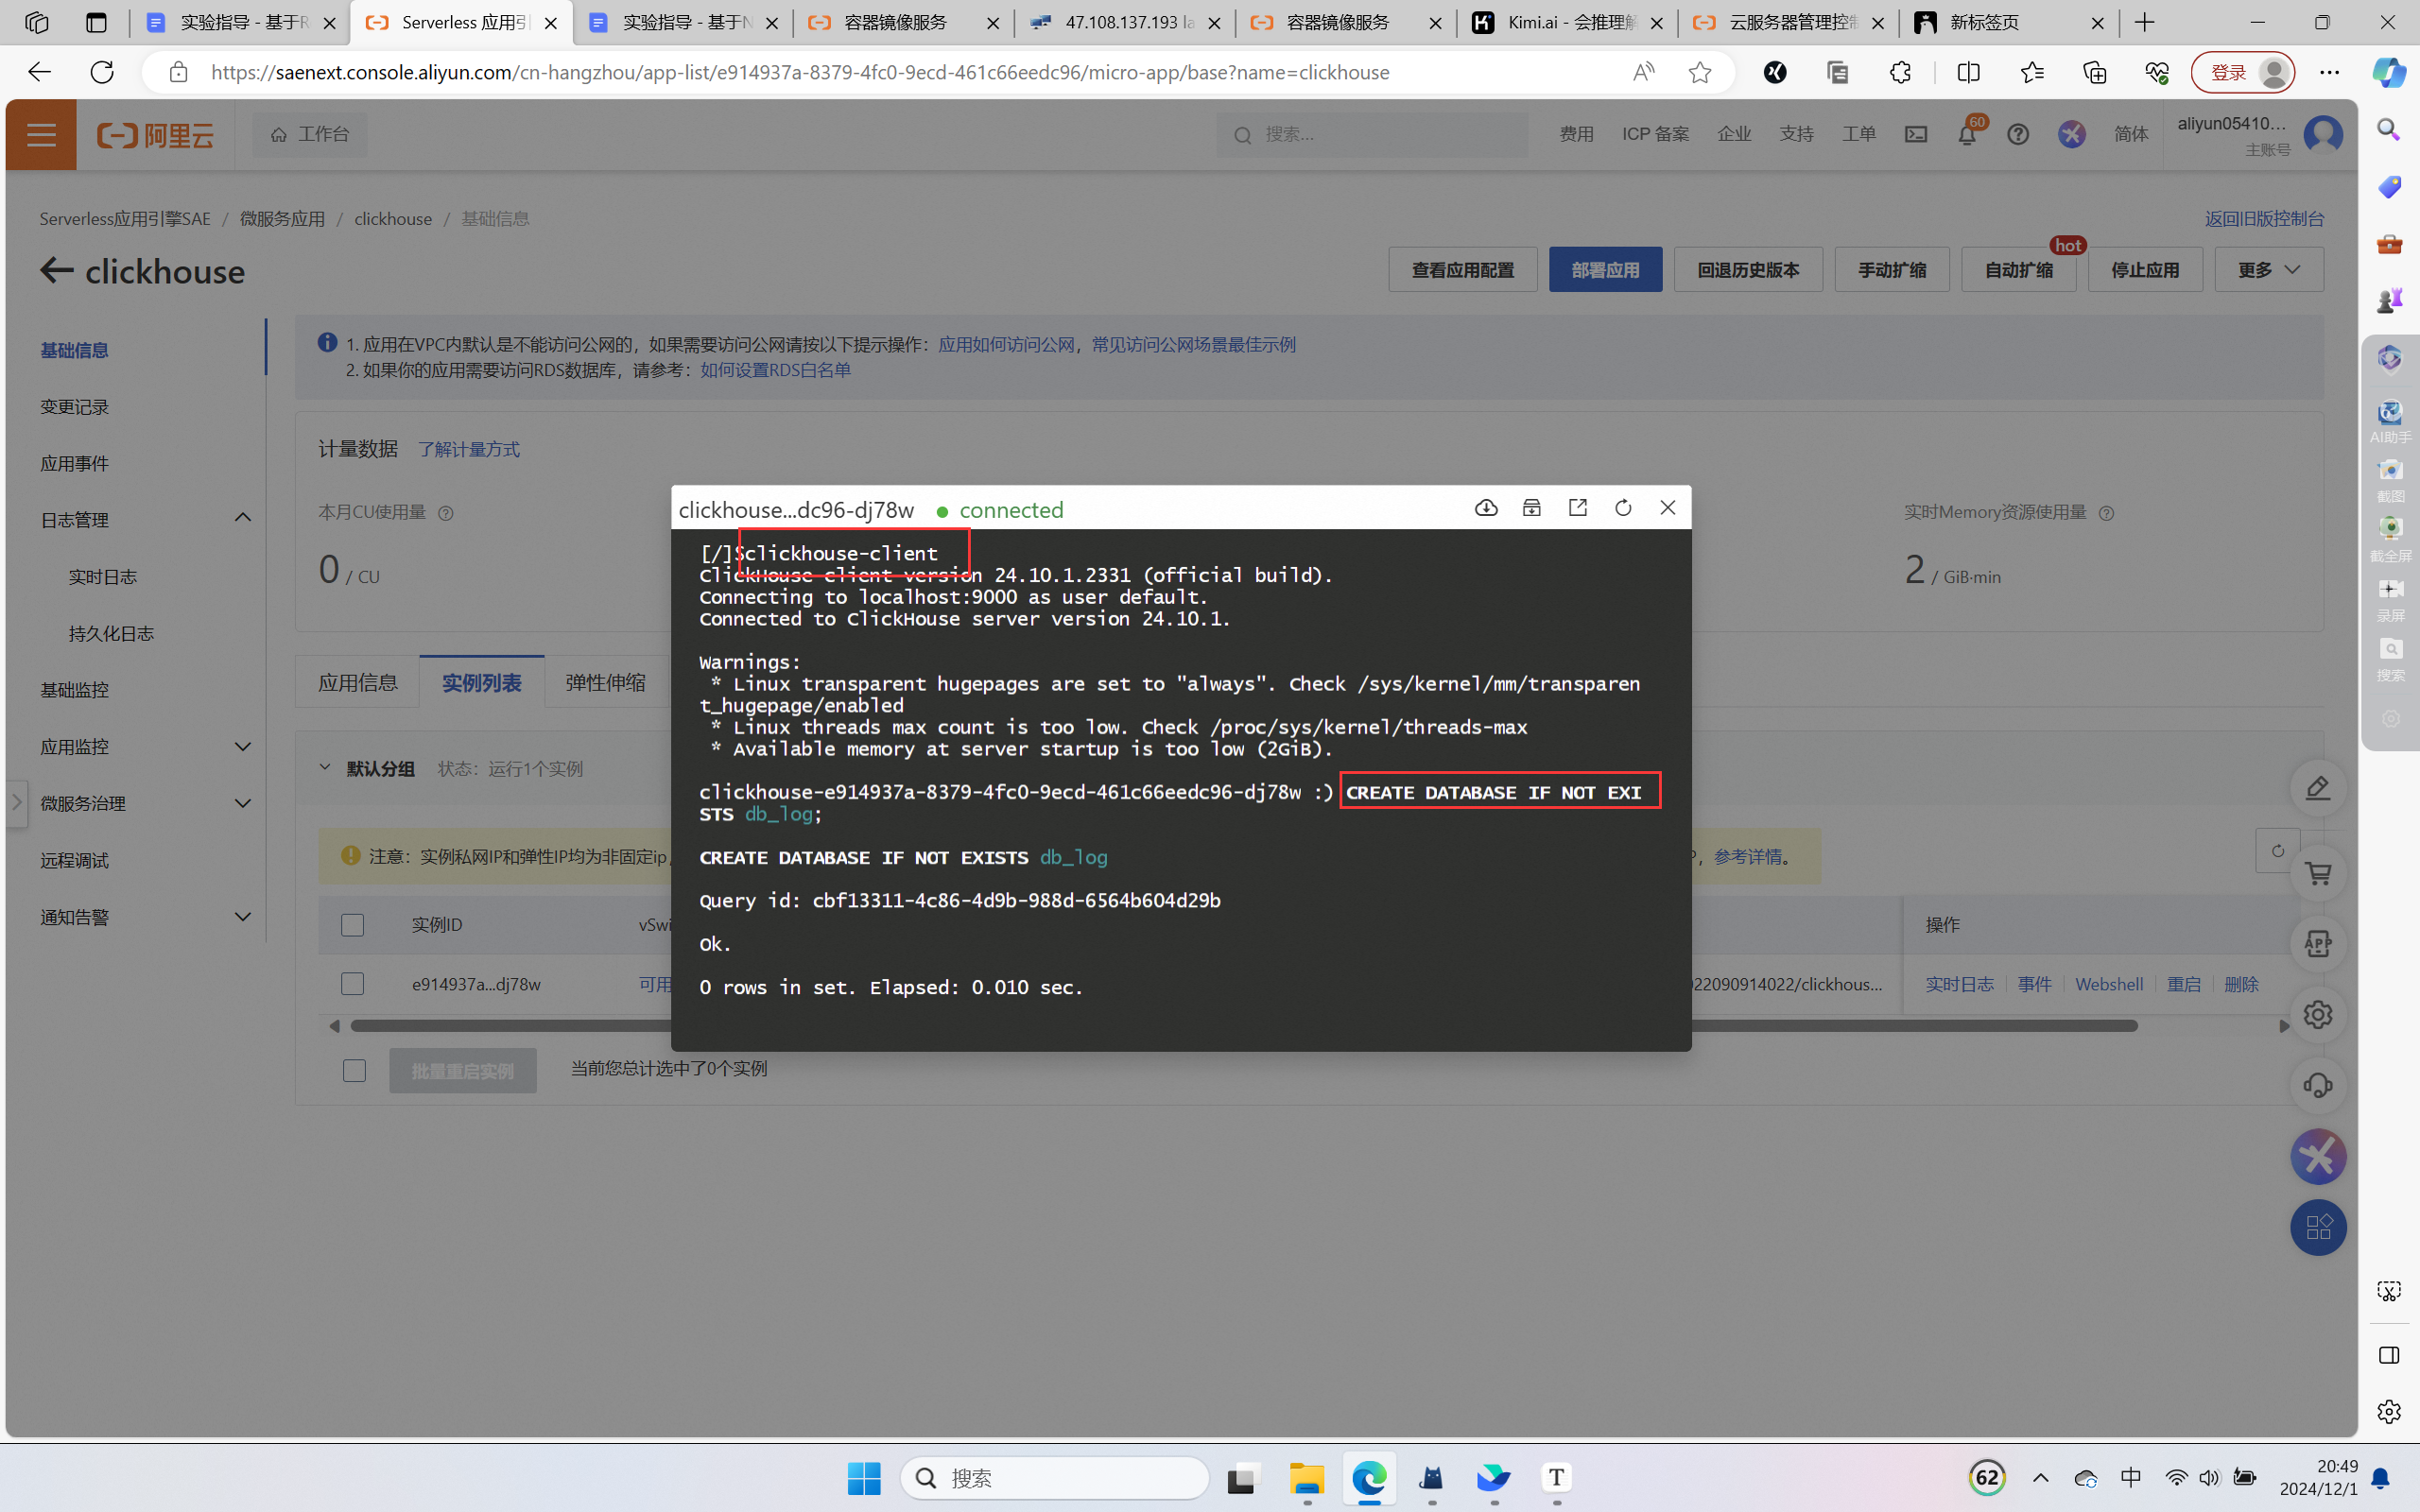 实验指导 - 基于R
Serverless 应用引
实验指导 - 基于N
容器镜像服务
47.108.137.193 la
容器镜像服务
Kimi.ai - 会推理解
云服务器管理控制
新标签页
https://saenext.console.aliyun.com/cn-hangzhou/app-list/e914937a-8379-4fc0-9ecd-461c66eedc96/micro-app/base?name=clickhouse
登录
阿里云
工作台
搜索...
费用
ICP 备案
企业
支持
工单
60
简体
aliyun05410...
主账号
Serverless应用引擎SAE / 微服务应用 / clickhouse / 基础信息
返回旧版控制台
clickhouse
查看应用配置
部署应用
回退历史版本
手动扩缩
自动扩缩
hot
停止应用
更多
基础信息
变更记录
应用事件
日志管理
实时日志
持久化日志
基础监控
应用监控
微服务治理
远程调试
通知告警
1. 应用在VPC内默认是不能访问公网的，如果需要访问公网请按以下提示操作：应用如何访问公网，常见访问公网场景最佳示例
2. 如果你的应用需要访问RDS数据库，请参考：如何设置RDS白名单
计量数据 了解计量方式
本月CU使用量
0 / CU
实时Memory资源使用量
2 / GiB·min
应用信息
实例列表
弹性伸缩
默认分组 状态：运行1个实例
注意：实例私网IP和弹性IP均为非固定ip，
参考详情。
实例ID
vSwi
操作
e914937a...dj78w
可用
022090914022/clickhous...
实时日志
事件
Webshell
重启
删除
批量重启实例
当前您总计选中了0个实例
clickhouse...dc96-dj78w ● connected
[/]$clickhouse-client
ClickHouse client version 24.10.1.2331 (official build).
Connecting to localhost:9000 as user default.
Connected to ClickHouse server version 24.10.1.
Warnings:
* Linux transparent hugepages are set to "always". Check /sys/kernel/mm/transparen
t_hugepage/enabled
* Linux threads max count is too low. Check /proc/sys/kernel/threads-max
* Available memory at server startup is too low (2GiB).
clickhouse-e914937a-8379-4fc0-9ecd-461c66eedc96-dj78w :) CREATE DATABASE IF NOT EXI
STS db_log;
CREATE DATABASE IF NOT EXISTS db_log
Query id: cbf13311-4c86-4d9b-988d-6564b604d29b
Ok.
0 rows in set. Elapsed: 0.010 sec.
AI助手
截图
截全屏
录屏
搜索
APP
搜索
62
中
20:49
2024/12/1